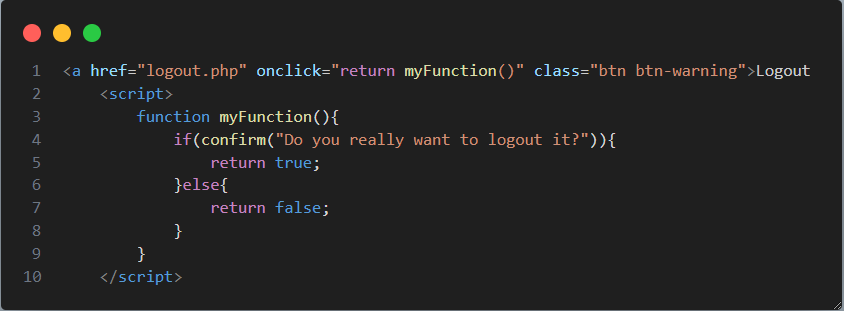 1 <a href="logout.php" onclick="return myFunction()" class="btn btn-warning">Logout
2     <script>
3         function myFunction(){
4             if(confirm("Do you really want to logout it?")){
5                 return true;
6             }else{
7                 return false;
8             }
9         }
10     </script>